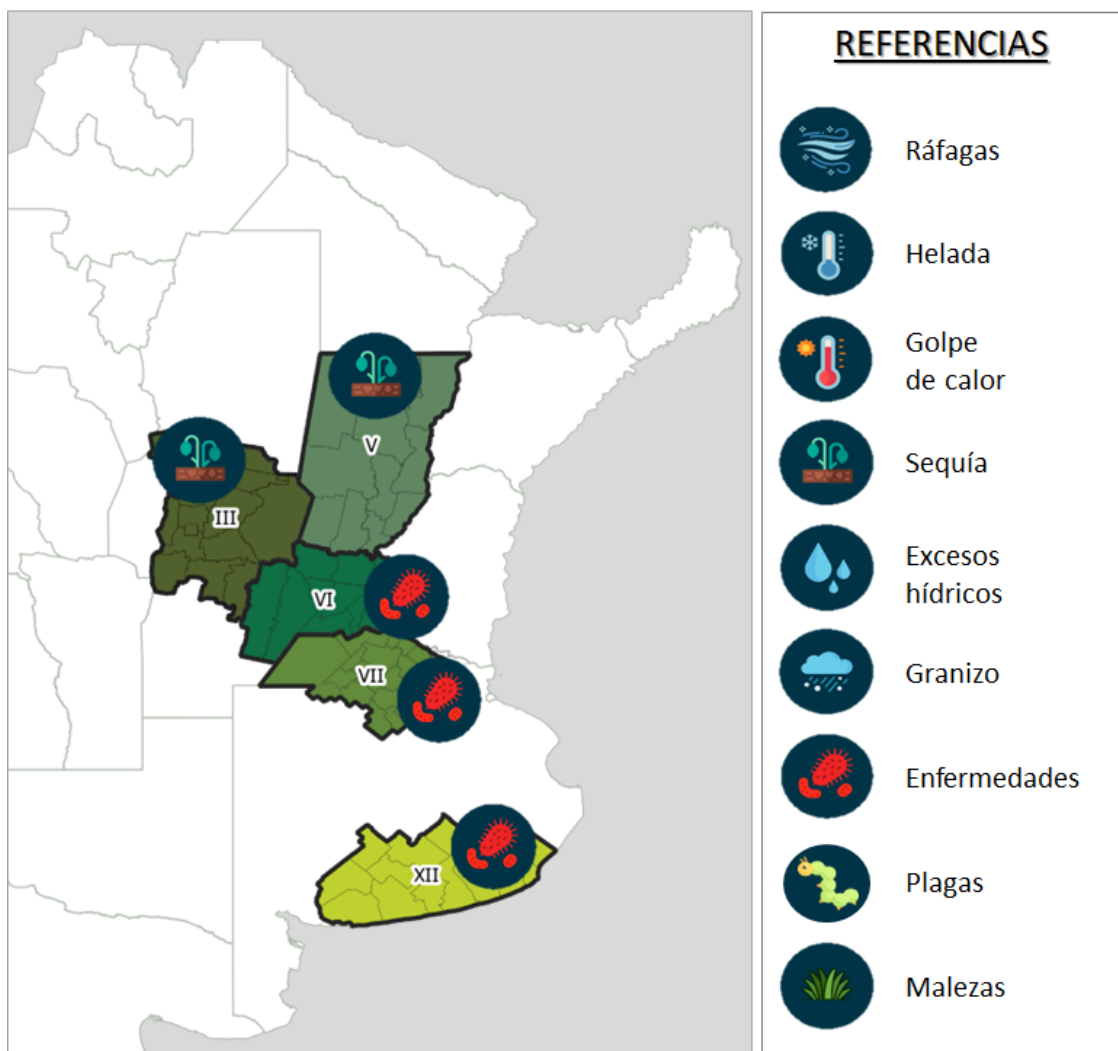 REFERENCIAS
Ráfagas
Helada
Golpe
de calor
Sequía
Excesos
hídricos
Granizo
Enfermedades
Plagas
Malezas
V
III
VI
VII
XII